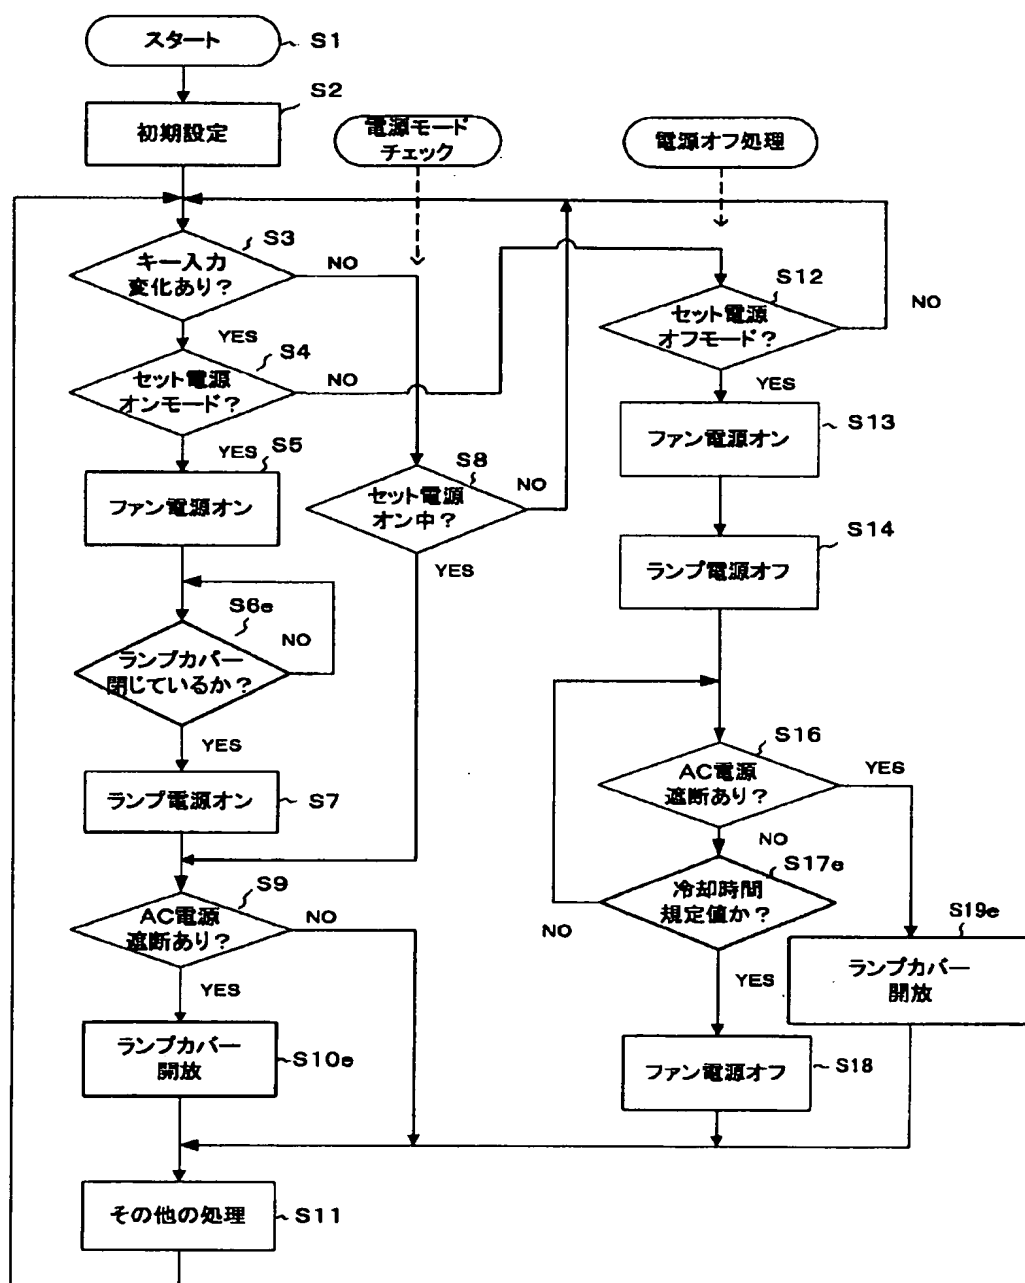 スタート
S1
S2
初期設定
電源モード
チェック
電源オフ処理
S3
キー入力
変化あり？
NO
YES
S4
セット電源
オンモード？
NO
YES
S5
ファン電源オン
S6e
ランプカバー
閉じているか？
NO
YES
ランプ電源オン
S7
S8
セット電源
オン中？
NO
YES
S9
AC電源
遮断あり？
NO
YES
ランプカバー
開放
S10e
その他の処理
S11
S12
セット電源
オフモード？
NO
YES
ファン電源オン
S13
S14
ランプ電源オフ
S16
AC電源
遮断あり？
YES
NO
S17e
冷却時間
規定値か？
NO
YES
S19e
ランプカバー
開放
ファン電源オフ
S18